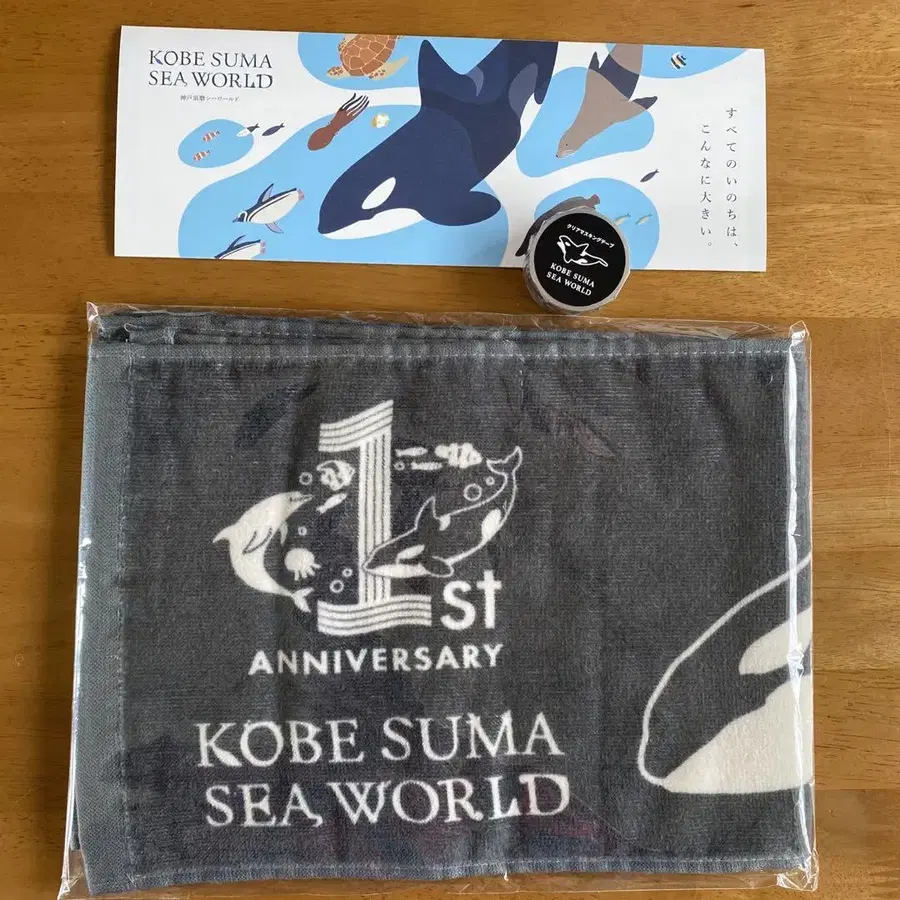 KOBE SUMA
SEA WORLD
神戸須磨シーワールド
すべてのいのちは、
こんなに大きい。
クリアマスキングテープ
KOBE SUMA
SEA WORLD
1st
ANNIVERSARY
KOBE SUMA
SEA WORLD